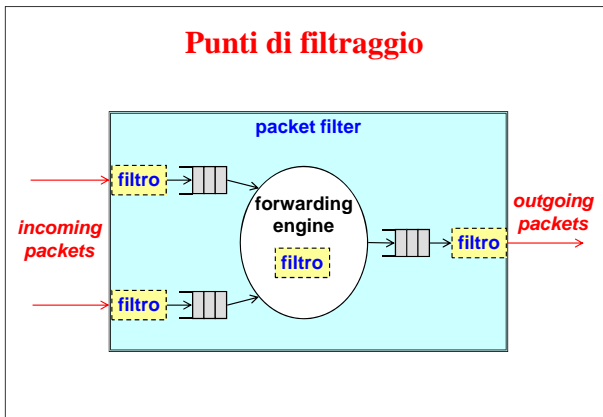 Punti di filtraggio
packet filter
filtro
incoming
packets
filtro
forwarding
engine
filtro
filtro
outgoing
packets